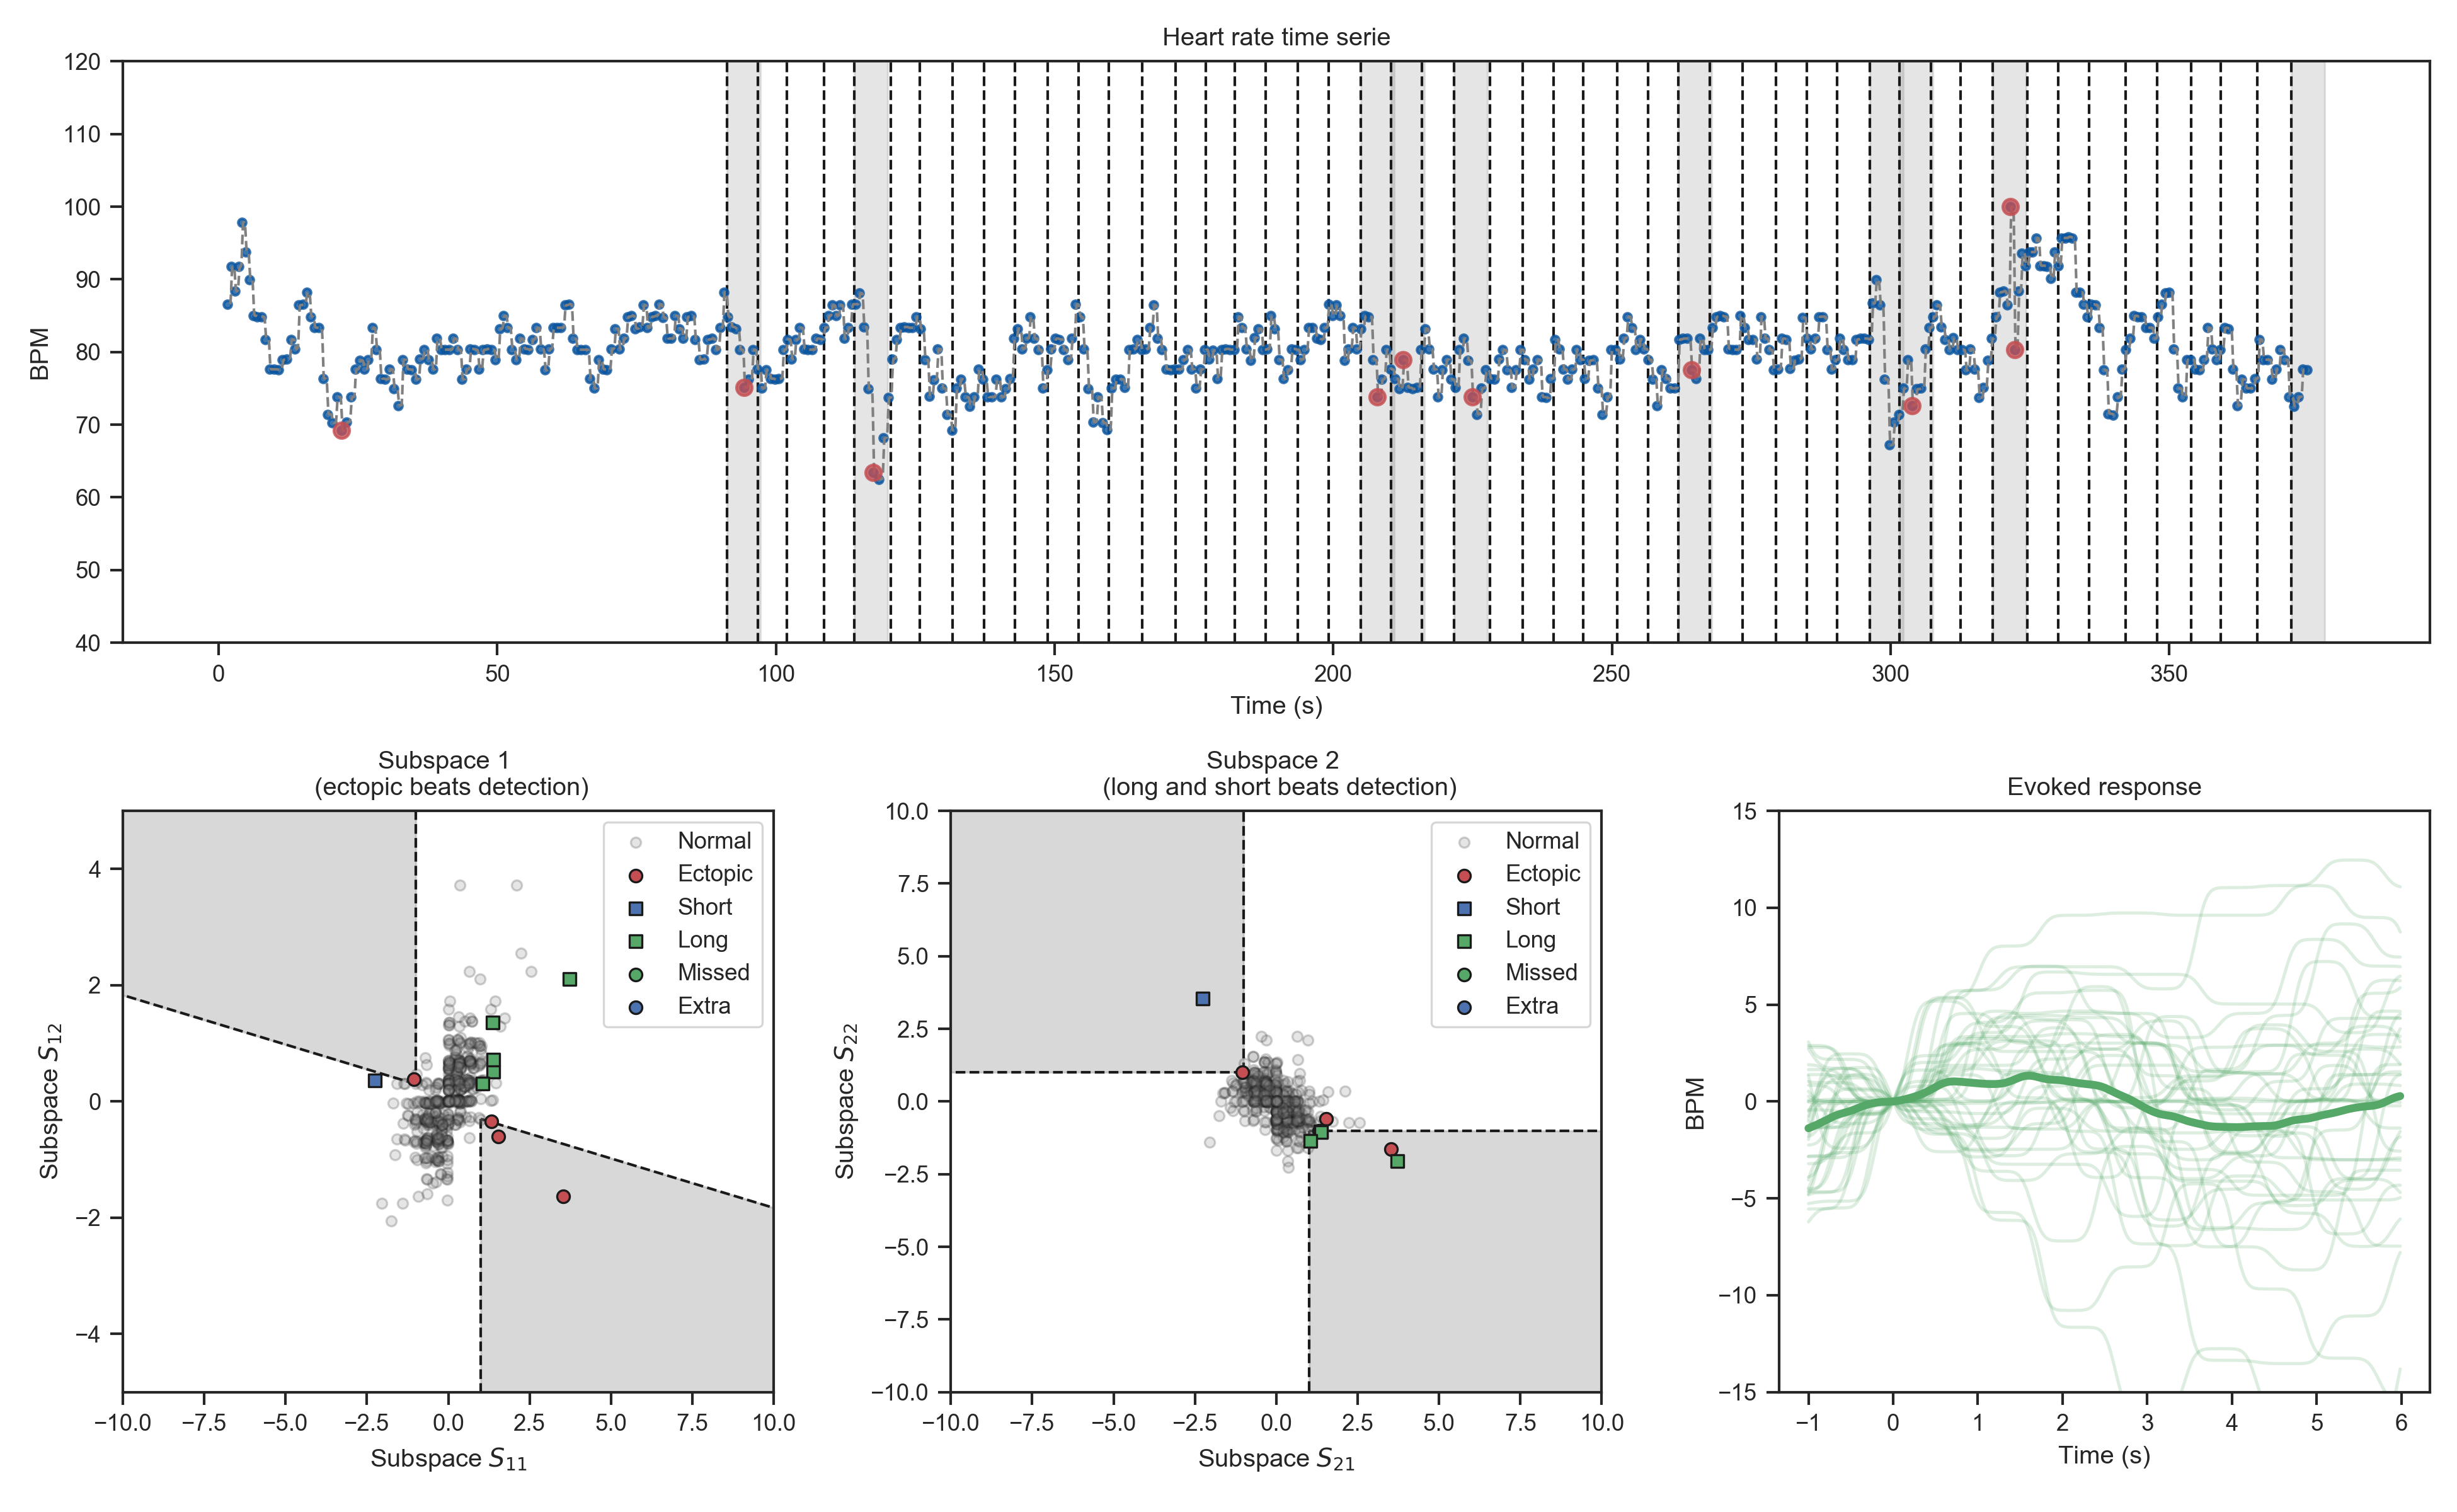 Heart rate time serie
120
110
100
90
80
70
60
50
40
BPM
0 50 100 150 200 250 300 350
Time (s)
Subspace 1
(ectopic beats detection)
4
2
0
−2
−4
Subspace S12
Normal
Ectopic
Short
Long
Missed
Extra
−10.0 −7.5 −5.0 −2.5 0.0 2.5 5.0 7.5 10.0
Subspace S11
Subspace 2
(long and short beats detection)
10.0
7.5
5.0
2.5
0.0
−2.5
−5.0
−7.5
−10.0
Subspace S22
Normal
Ectopic
Short
Long
Missed
Extra
−10.0 −7.5 −5.0 −2.5 0.0 2.5 5.0 7.5 10.0
Subspace S21
Evoked response
15
10
5
0
−5
−10
−15
BPM
−1 0 1 2 3 4 5 6
Time (s)